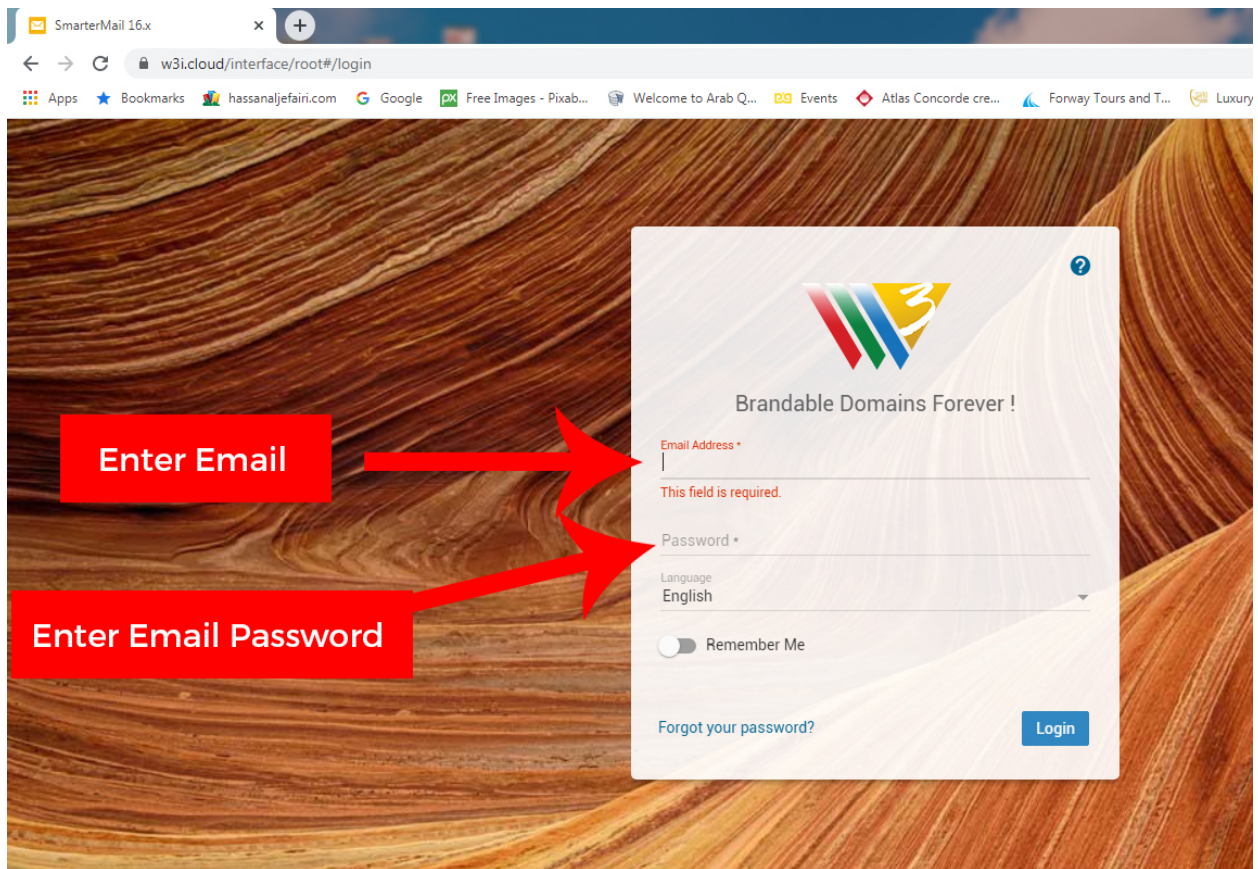 SmarterMail 16.x
w3i.cloud/interface/root#/login
Apps Bookmarks hassanaljefairi.com Google px Free Images - Pixab... Welcome to Arab Q... Events Atlas Concorde cre... Forway Tours and T... Luxury
3
Brandable Domains Forever !
Email Address *
Enter Email
This field is required.
Password *
Language
English
Enter Email Password
Remember Me
Forgot your password?
Login